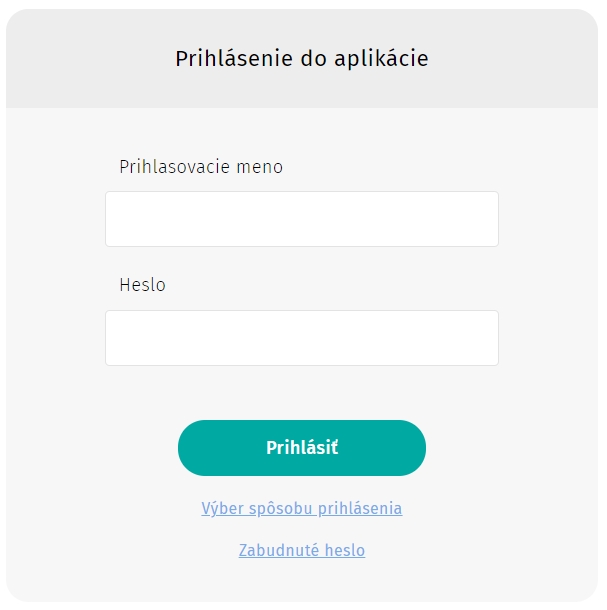 Prihlásenie do aplikácie
Prihlasovacie meno
Heslo
Prihlásiť
Výber spôsobu prihlásenia
Zabudnuté heslo